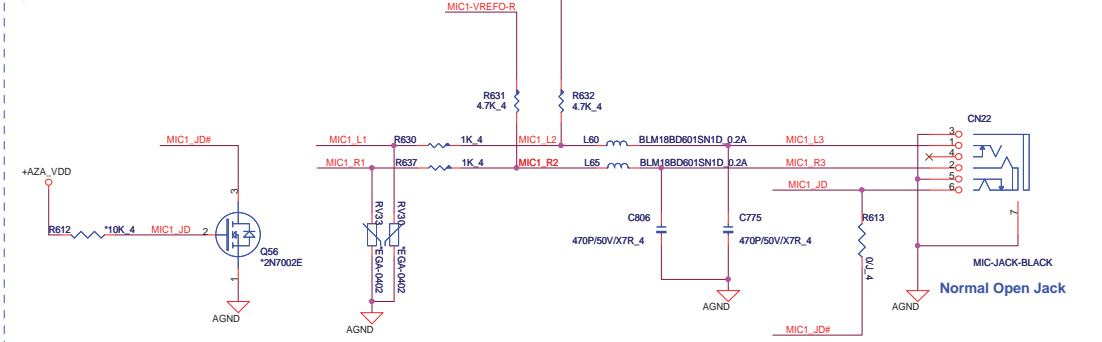 MIC1-VREFO-R
R631
4.7K_4
R632
4.7K_4
CN22
MIC1_JD#
MIC1_L1
R630
1K_4
MIC1_L2
L60
BLM18BD601SN1D_0.2A
MIC1_L3
3
1
4
MIC1_R1
R637
1K_4
MIC1_R2
L65
BLM18BD601SN1D_0.2A
MIC1_R3
2
5
6
+AZA_VDD
MIC1_JD
3
RV33
RV30
7
R612
*10K_4
MIC1_JD
2
C806
C775
R613
470P/50V/X7R_4
470P/50V/X7R_4
Q56
*2N7002E
*EGA-0402
*EGA-0402
0/J_4
MIC-JACK-BLACK
1
Normal Open Jack
AGND
AGND
AGND
AGND
MIC1_JD#